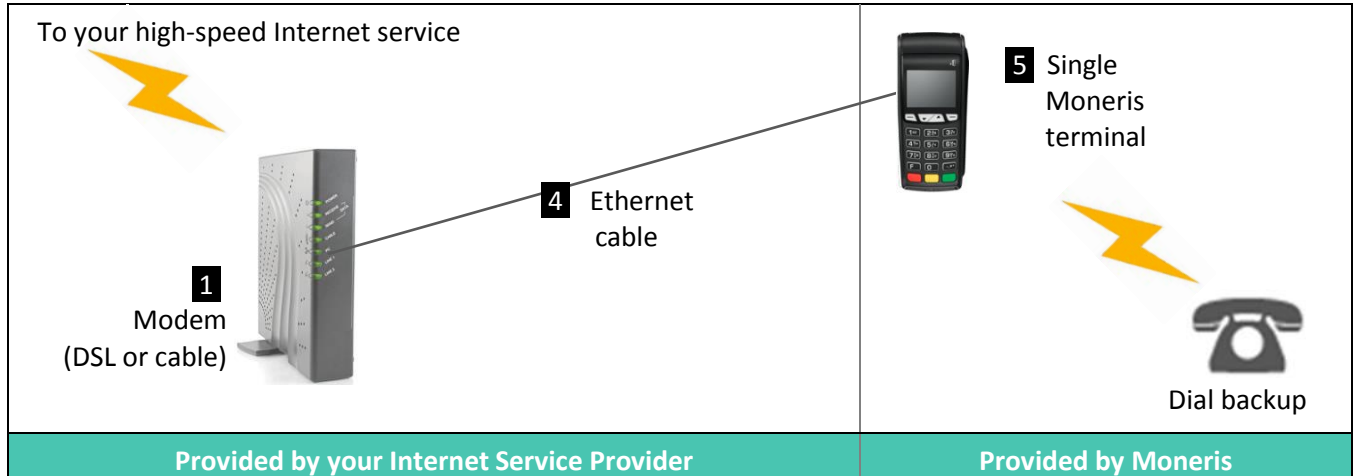 To your high-speed Internet service
5 Single
Moneris
terminal
4 Ethernet
cable
1
Modem
(DSL or cable)
Dial backup
Provided by your Internet Service Provider
Provided by Moneris